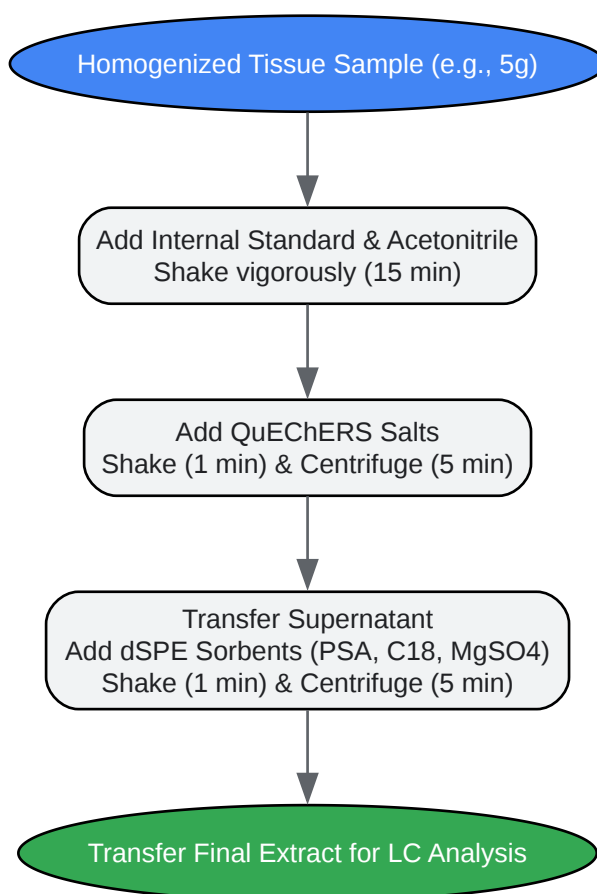 Homogenized Tissue Sample (e.g., 5g)
Add Internal Standard & Acetonitrile
Shake vigorously (15 min)
Add QuEChERS Salts
Shake (1 min) & Centrifuge (5 min)
Transfer Supernatant
Add dSPE Sorbents (PSA, C18, MgSO4)
Shake (1 min) & Centrifuge (5 min)
Transfer Final Extract for LC Analysis